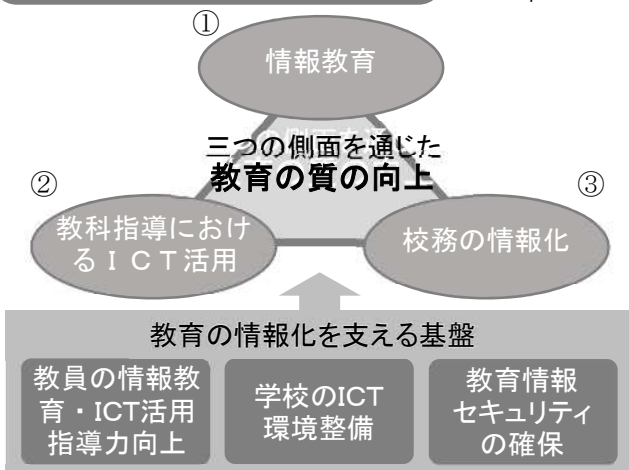 ①
情報教育
三つの側面を通じた
教育の質の向上
②
③
教科指導におけ
るＩＣＴ活用
校務の情報化
教育の情報化を支える基盤
教員の情報教
育・ICT活用
指導力向上
学校のICT
環境整備
教育情報
セキュリティ
の確保